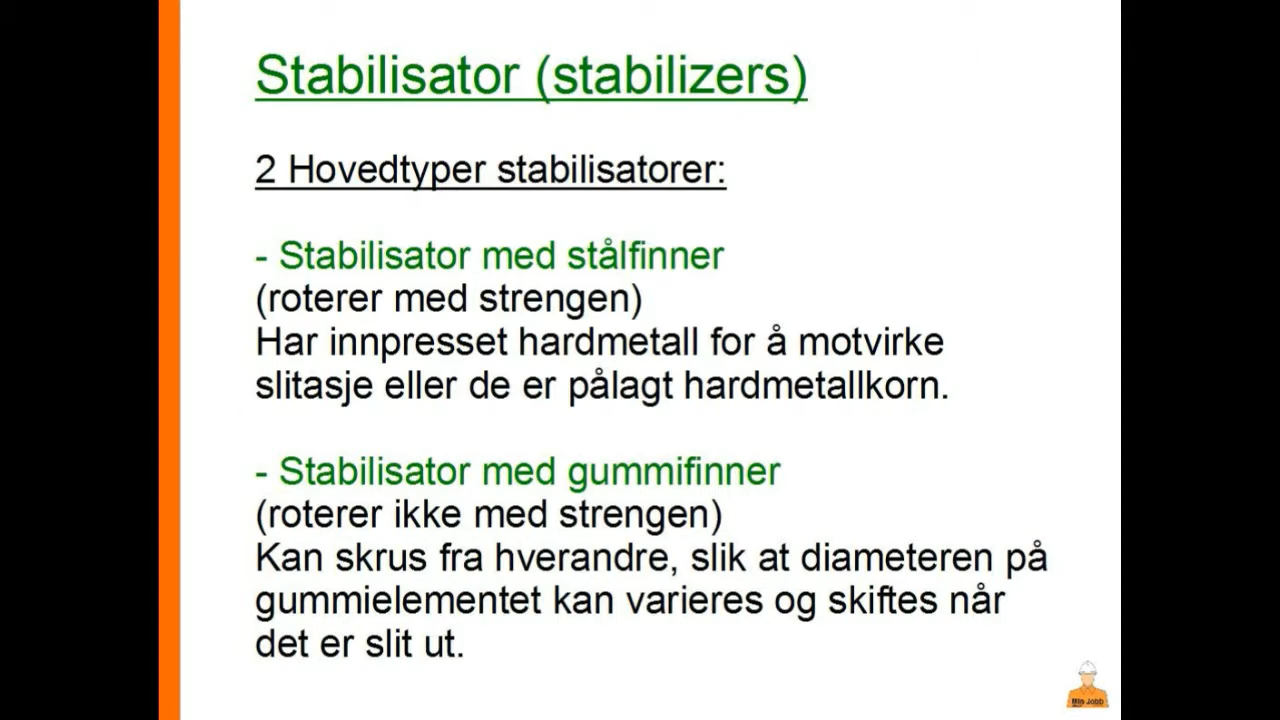 Stabilisator (stabilizers)
2 Hovedtyper stabilisatorer:
- Stabilisator med stålfinner
(roterer med strengen)
Har innpresset hardmetall for å motvirke
slitasje eller de er pålagt hardmetallkorn.
- Stabilisator med gummifinner
(roterer ikke med strengen)
Kan skrus fra hverandre, slik at diameteren på
gummielementet kan varieres og skiftes når
det er slit ut.
Min Jobb